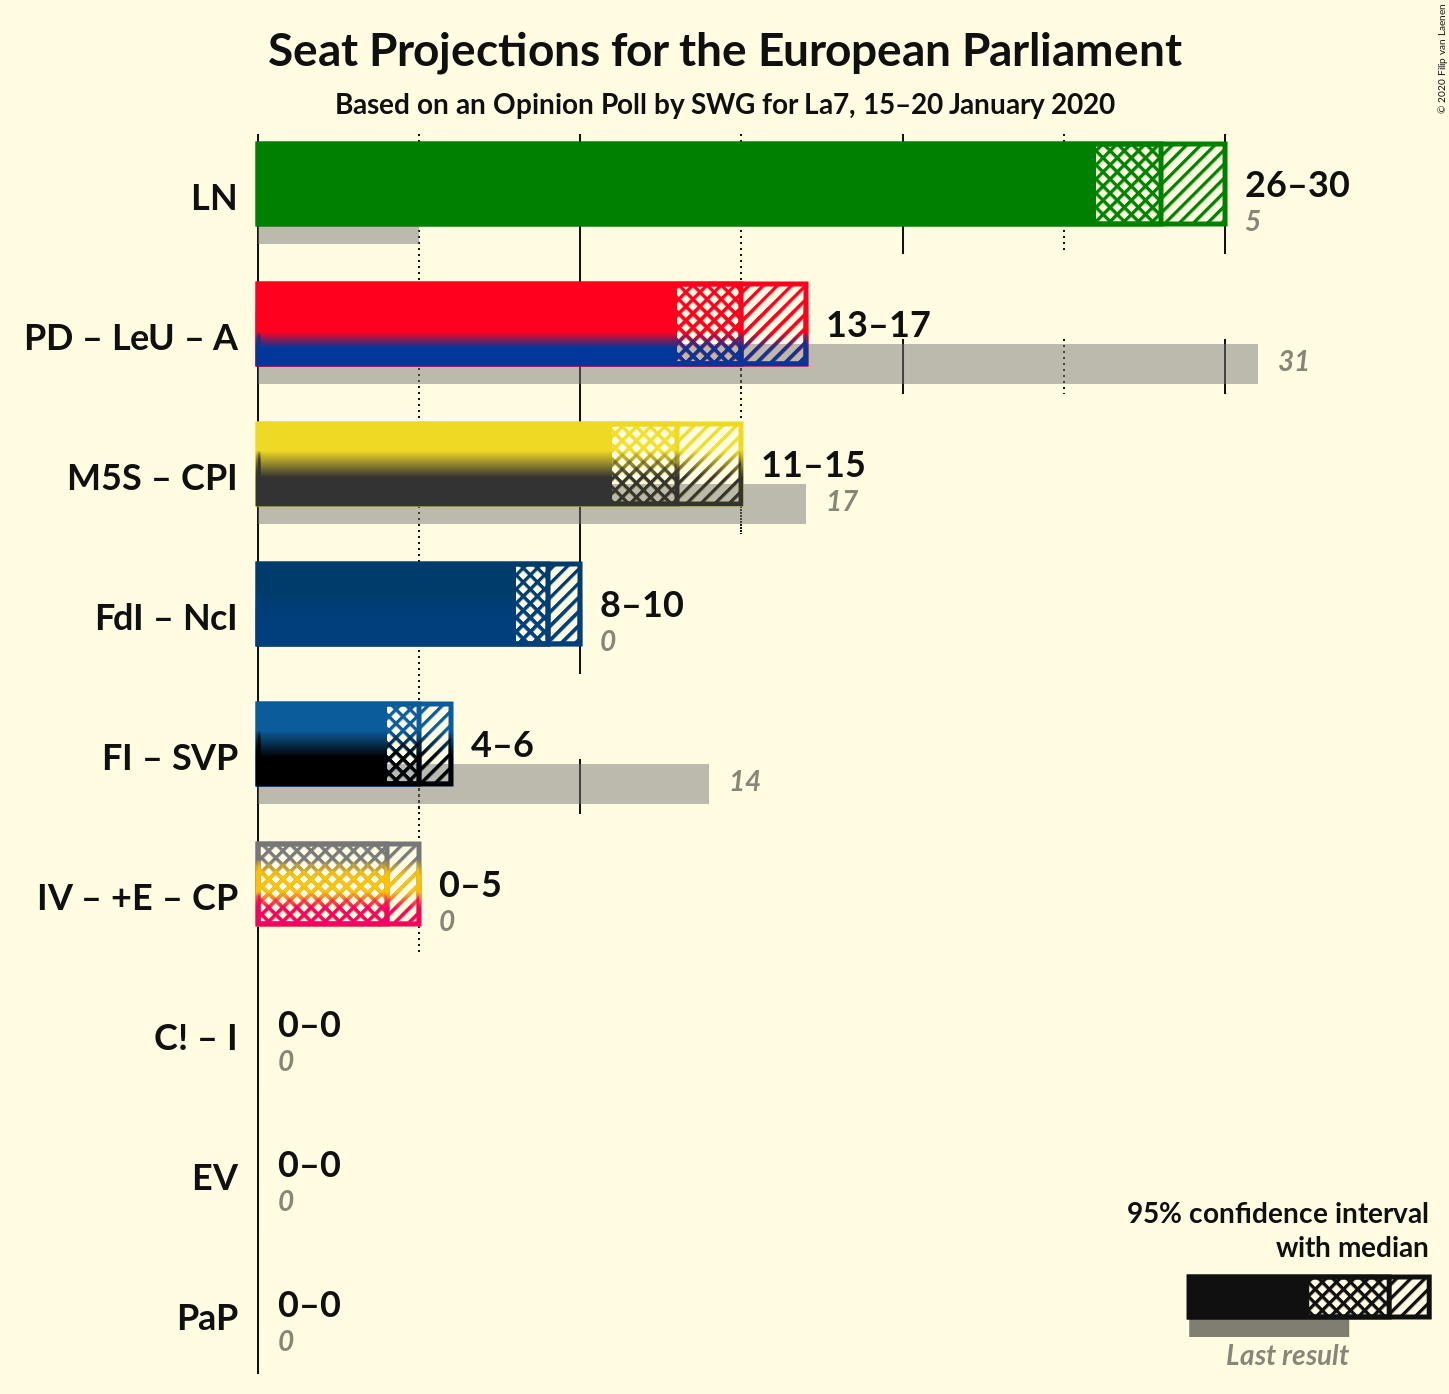 Seat Projections for the European Parliament
Based on an Opinion Poll by SWG for La7, 15–20 January 2020
© 2020 Filip van Laenen
LN
26–30
5
PD – LeU – A
13–17
31
M5S – CPI
11–15
17
FdI – NcI
8–10
0
FI – SVP
4–6
14
IV – +E – CP
0–5
0
C! – I
0–0
0
EV
0–0
0
PaP
0–0
0
95% confidence interval
with median
Last result